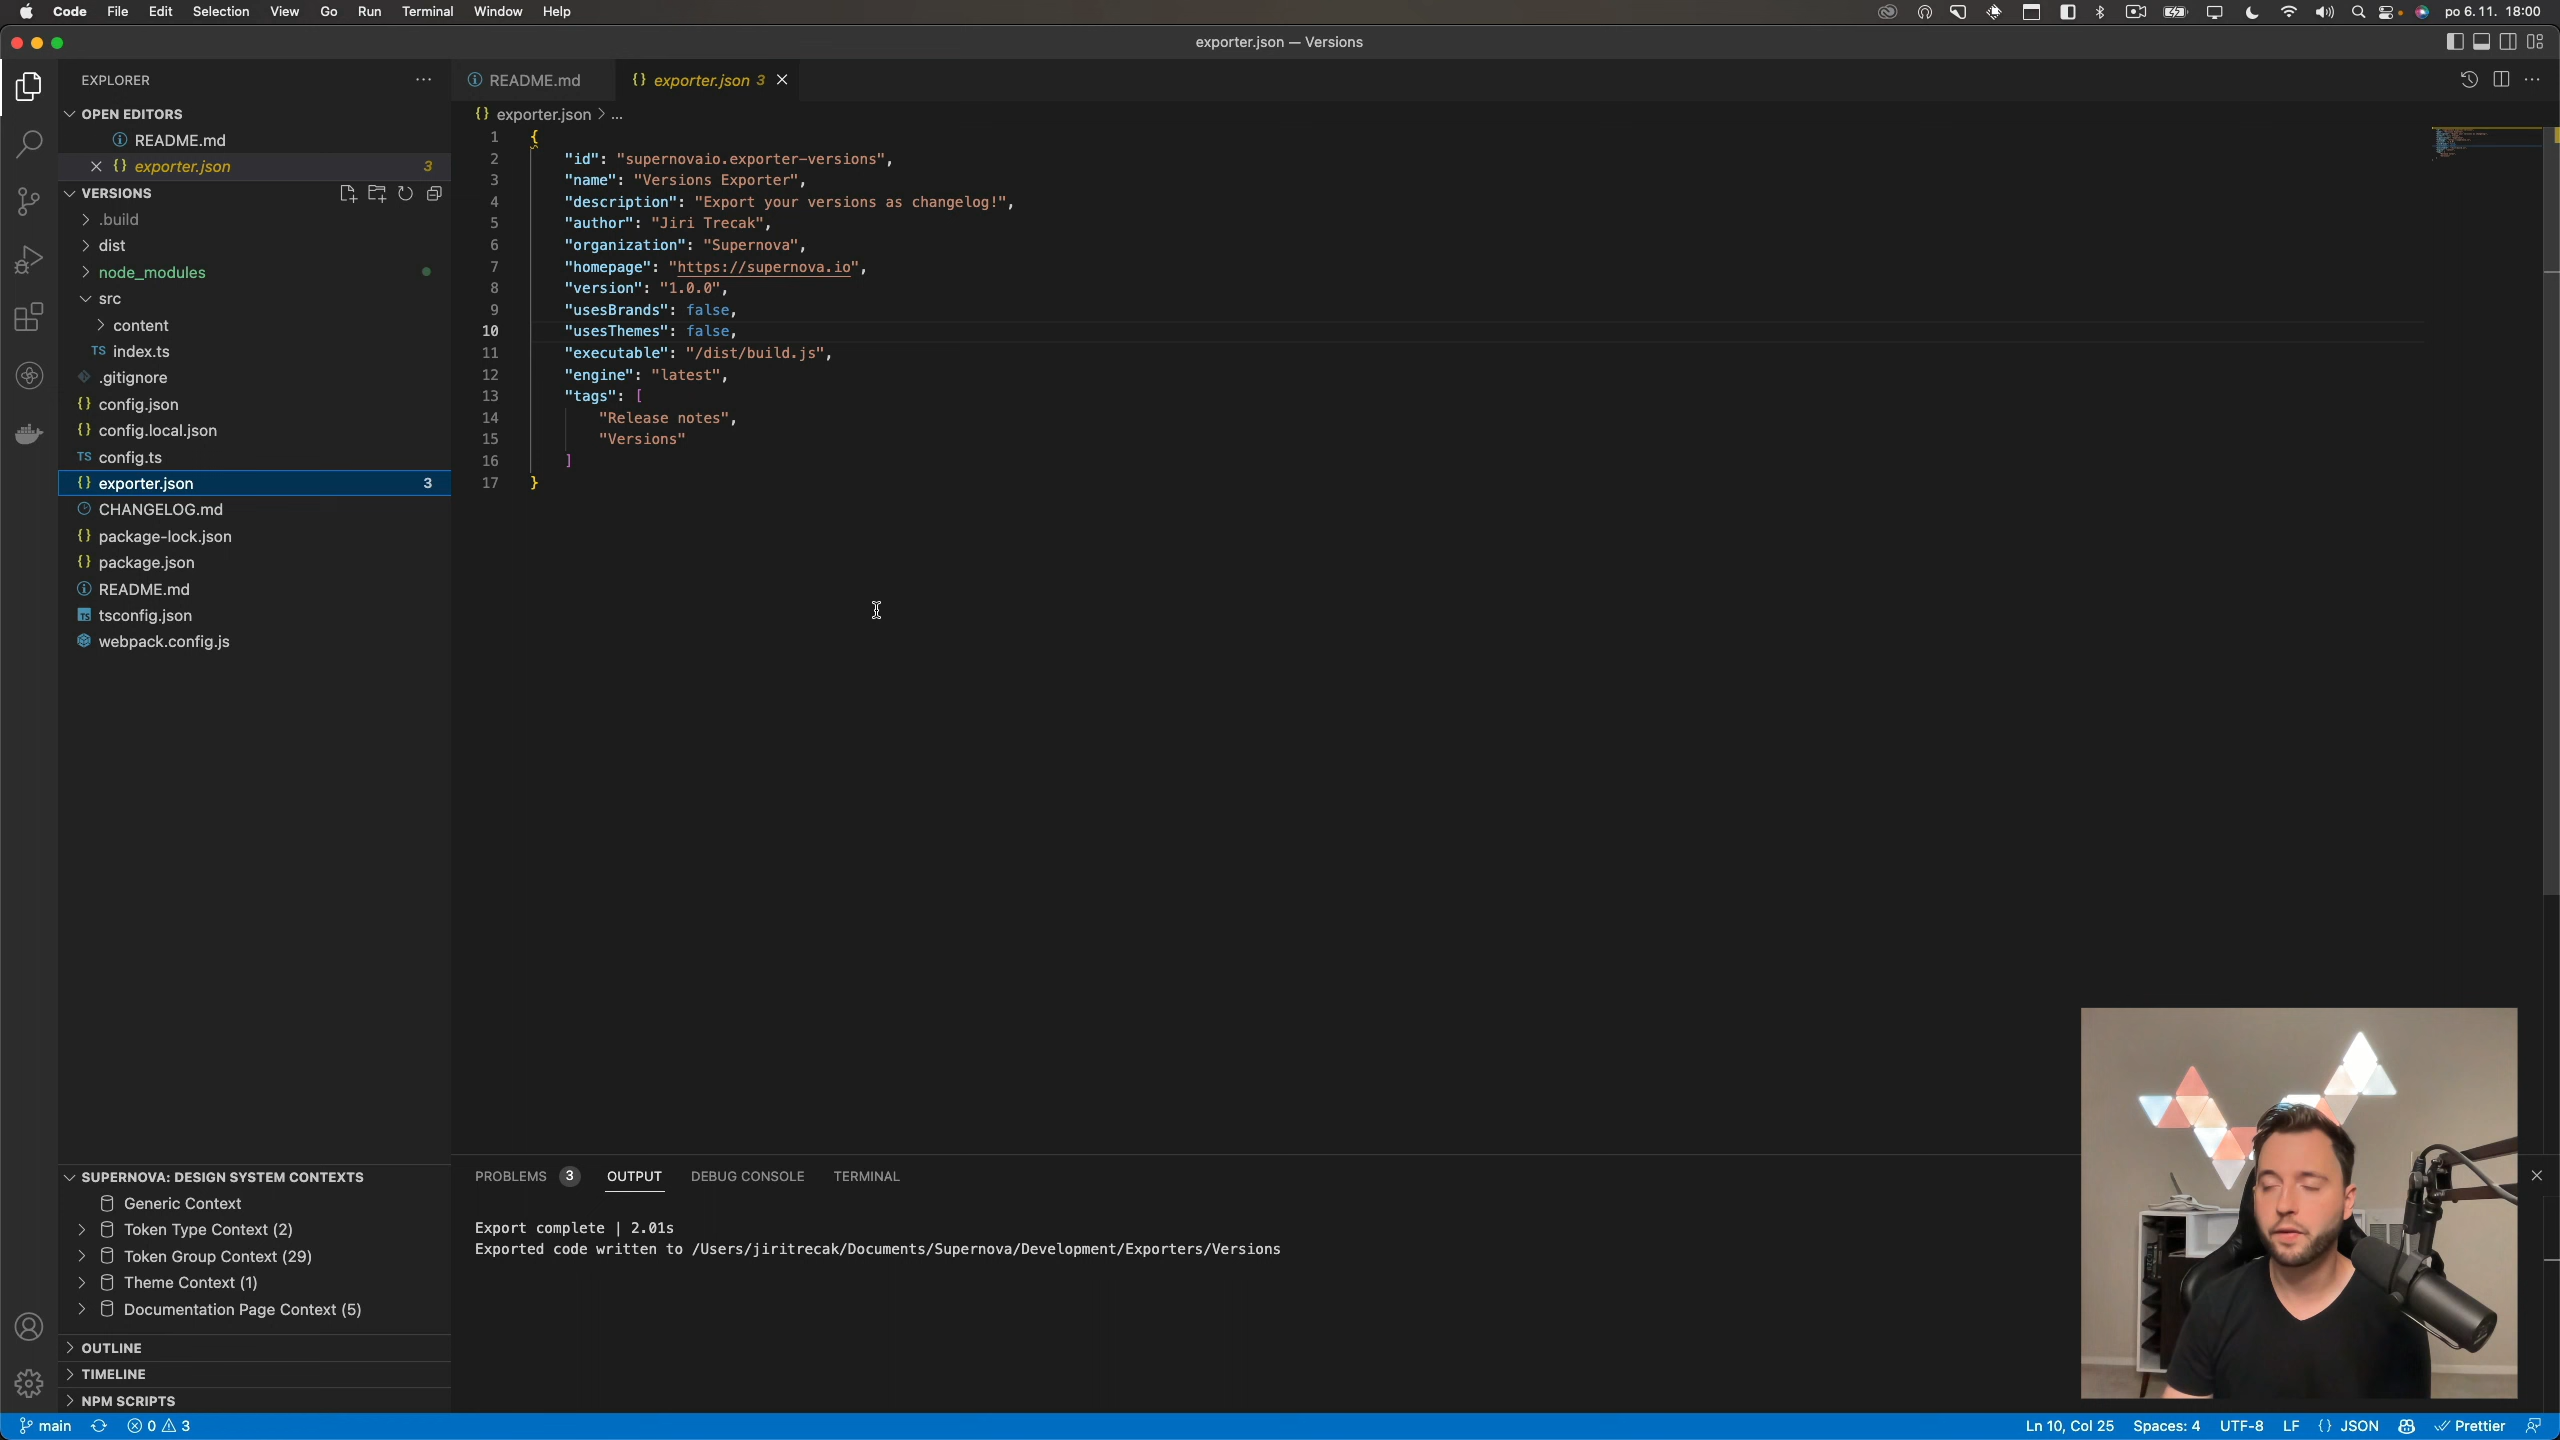 Code File Edit Selection View Go Run Terminal Window Help
po 6. 11. 18:00
exporter.json — Versions
EXPLORER
OPEN EDITORS
README.md
exporter.json 3
VERSIONS
.build
dist
node_modules
src
content
TS index.ts
.gitignore
{} config.json
{} config.local.json
TS config.ts
{} exporter.json 3
CHANGELOG.md
{} package-lock.json
{} package.json
README.md
TS tsconfig.json
webpack.config.js
SUPERNOVA: DESIGN SYSTEM CONTEXTS
Generic Context
Token Type Context (2)
Token Group Context (29)
Theme Context (1)
Documentation Page Context (5)
OUTLINE
TIMELINE
NPM SCRIPTS
README.md {} exporter.json 3
{} exporter.json > ...
1 {
2 "id": "supernovaio.exporter-versions",
3 "name": "Versions Exporter",
4 "description": "Export your versions as changelog!",
5 "author": "Jiri Trecak",
6 "organization": "Supernova",
7 "homepage": "https://supernova.io",
8 "version": "1.0.0",
9 "usesBrands": false,
10 "usesThemes": false,
11 "executable": "/dist/build.js",
12 "engine": "latest",
13 "tags": [
14 "Release notes",
15 "Versions"
16 ]
17 }
PROBLEMS 3 OUTPUT DEBUG CONSOLE TERMINAL
Export complete | 2.01s
Exported code written to /Users/jiritrecak/Documents/Supernova/Development/Exporters/Versions
main 0 3 Ln 10, Col 25 Spaces: 4 UTF-8 LF {} JSON Prettier